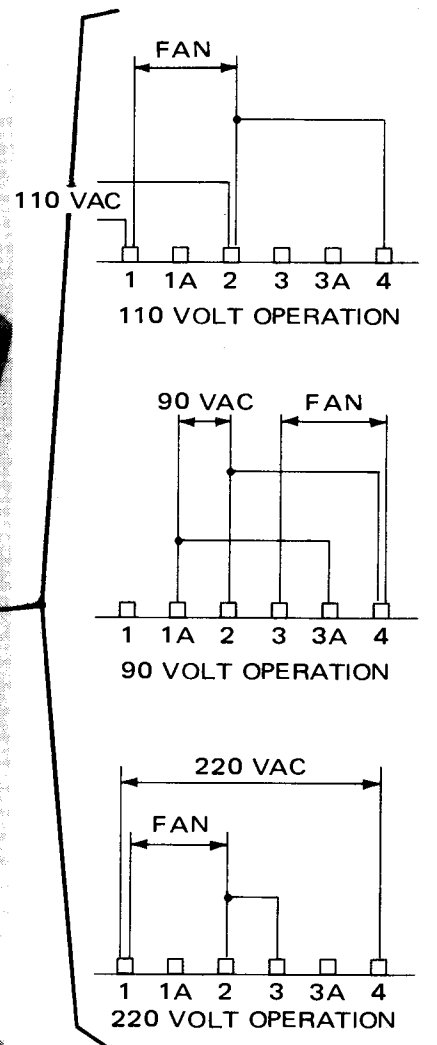 FAN
110 VAC
1 1A 2 3 3A 4
110 VOLT OPERATION
90 VAC FAN
1 1A 2 3 3A 4
90 VOLT OPERATION
220 VAC
FAN
1 1A 2 3 3A 4
220 VOLT OPERATION